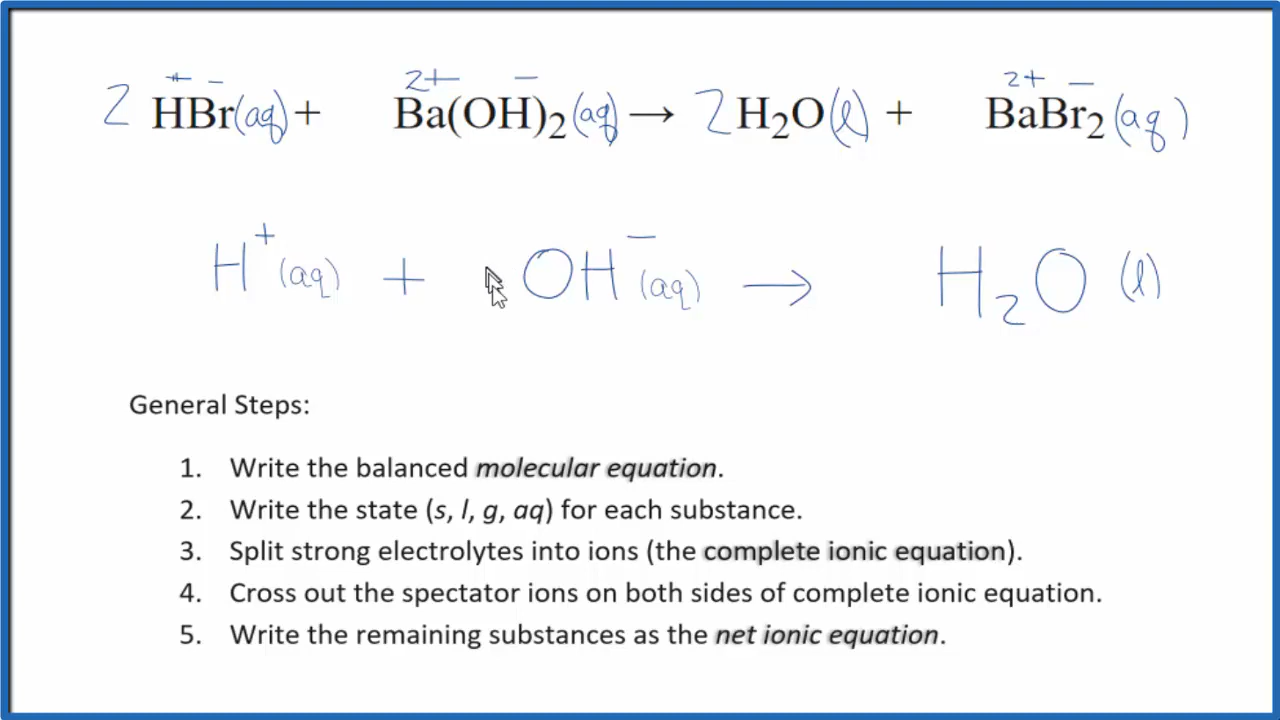 + − 2+ − 2+ −
2 HBr(aq) + Ba(OH)₂(aq) → 2H₂O(l) + BaBr₂(aq)
H⁺(aq) + OH⁻(aq) → H₂O (l)
General Steps:
1. Write the balanced molecular equation.
2. Write the state (s, l, g, aq) for each substance.
3. Split strong electrolytes into ions (the complete ionic equation).
4. Cross out the spectator ions on both sides of complete ionic equation.
5. Write the remaining substances as the net ionic equation.